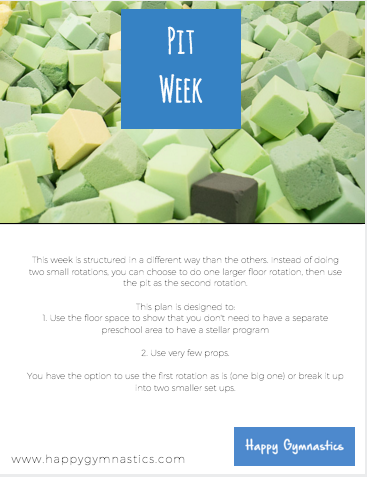 Pit
Week
This week is structured in a different way than the others. Instead of doing
two small rotations, you can choose to do one larger floor rotation, then use
the pit as the second rotation.
This plan is designed to:
1. Use the floor space to show that you don't need to have a separate
preschool area to have a stellar program
2. Use very few props.
You have the option to use the first rotation as is (one big one) or break it up
into two smaller set ups.
Happy Gymnastics
www.happygymnastics.com